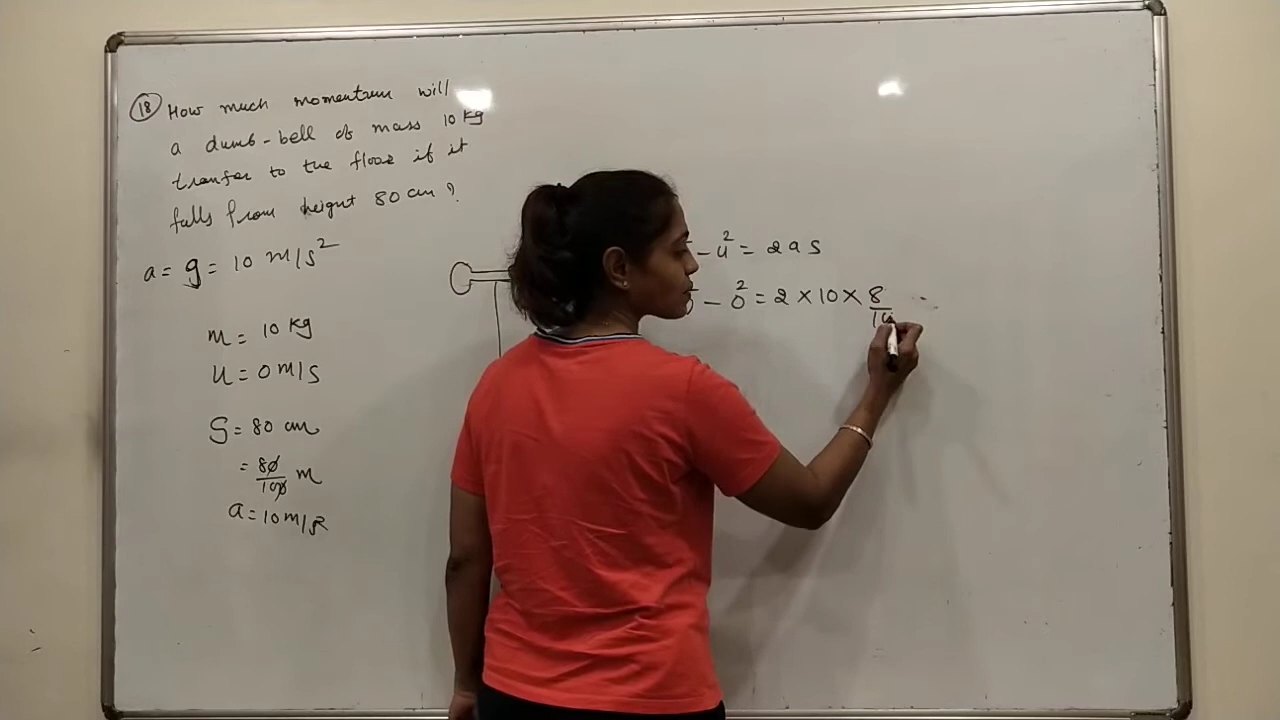 18 How much momentum will
a dumb-bell of mass 10 kg
transfer to the floor if it
falls from height 80 cm?
a = g = 10 m/s²
m = 10 kg
u = 0 m/s
S = 80 cm
= 80/100 m
a = 10 m/s²
- u² = 2 a s
- 0² = 2 × 10 × 8/10